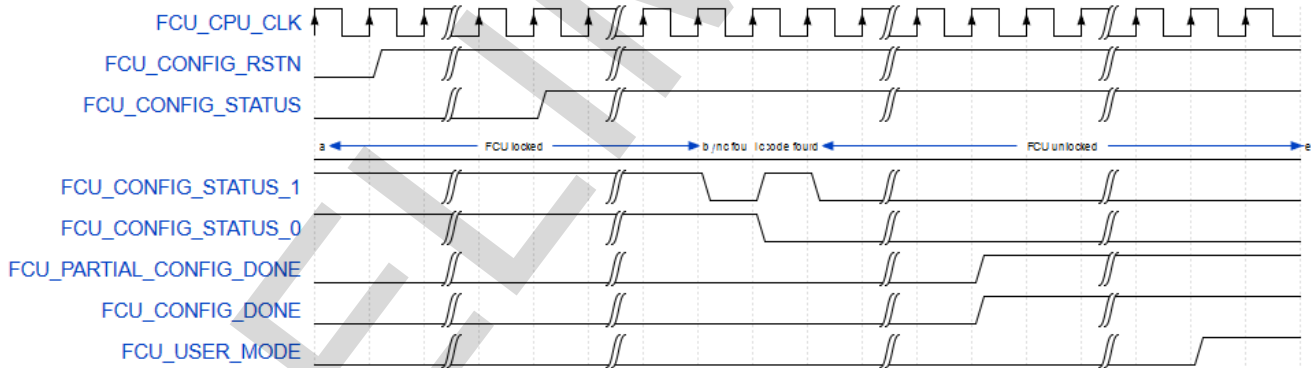 FCU_CPU_CLK
FCU_CONFIG_RSTN
FCU_CONFIG_STATUS
a FCU locked b FCU unlocked e
FCU_CONFIG_STATUS_1
FCU_CONFIG_STATUS_0
FCU_PARTIAL_CONFIG_DONE
FCU_CONFIG_DONE
FCU_USER_MODE